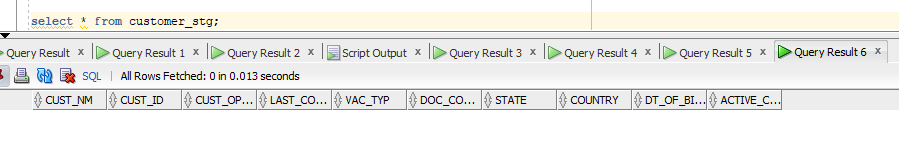 select * from customer_stg;
Query Result × Query Result 1 × Query Result 2 × Script Output × Query Result 3 × Query Result 4 × Query Result 5 × Query Result 6 ×
SQL | All Rows Fetched: 0 in 0.013 seconds
CUST_NM CUST_ID CUST_OP... LAST_CO... VAC_TYP DOC_CO... STATE COUNTRY DT_OF_BI... ACTIVE_C...